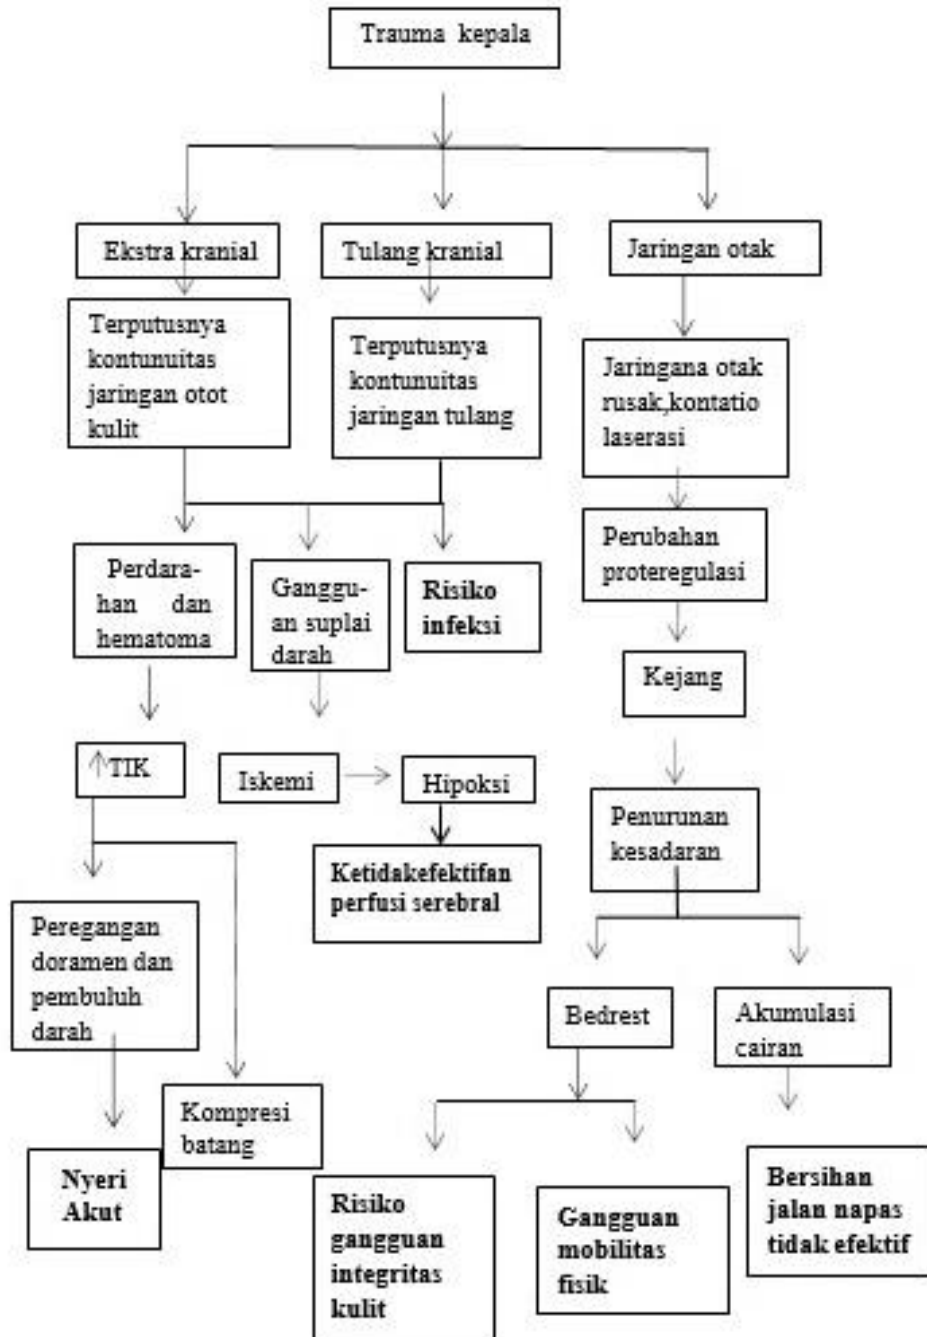 Trauma kepala
Ekstra kranial
Tulang kranial
Jaringan otak
Terputusnya
kontunuitas
jaringan otot
kulit
Terputusnya
kontunuitas
jaringan tulang
Jaringana otak
rusak,kontatio
laserasi
Perdara-
han dan
hematoma
Ganggu-
an suplai
darah
Risiko
infeksi
Perubahan
proteregulasi
Kejang
↑TIK
Iskemi
Hipoksi
Penurunan
kesadaran
Ketidakefektifan
perfusi serebral
Peregangan
doramen dan
pembuluh
darah
Bedrest
Akumulasi
cairan
Kompresi
batang
Nyeri
Akut
Risiko
gangguan
integritas
kulit
Gangguan
mobilitas
fisik
Bersihan
jalan napas
tidak efektif